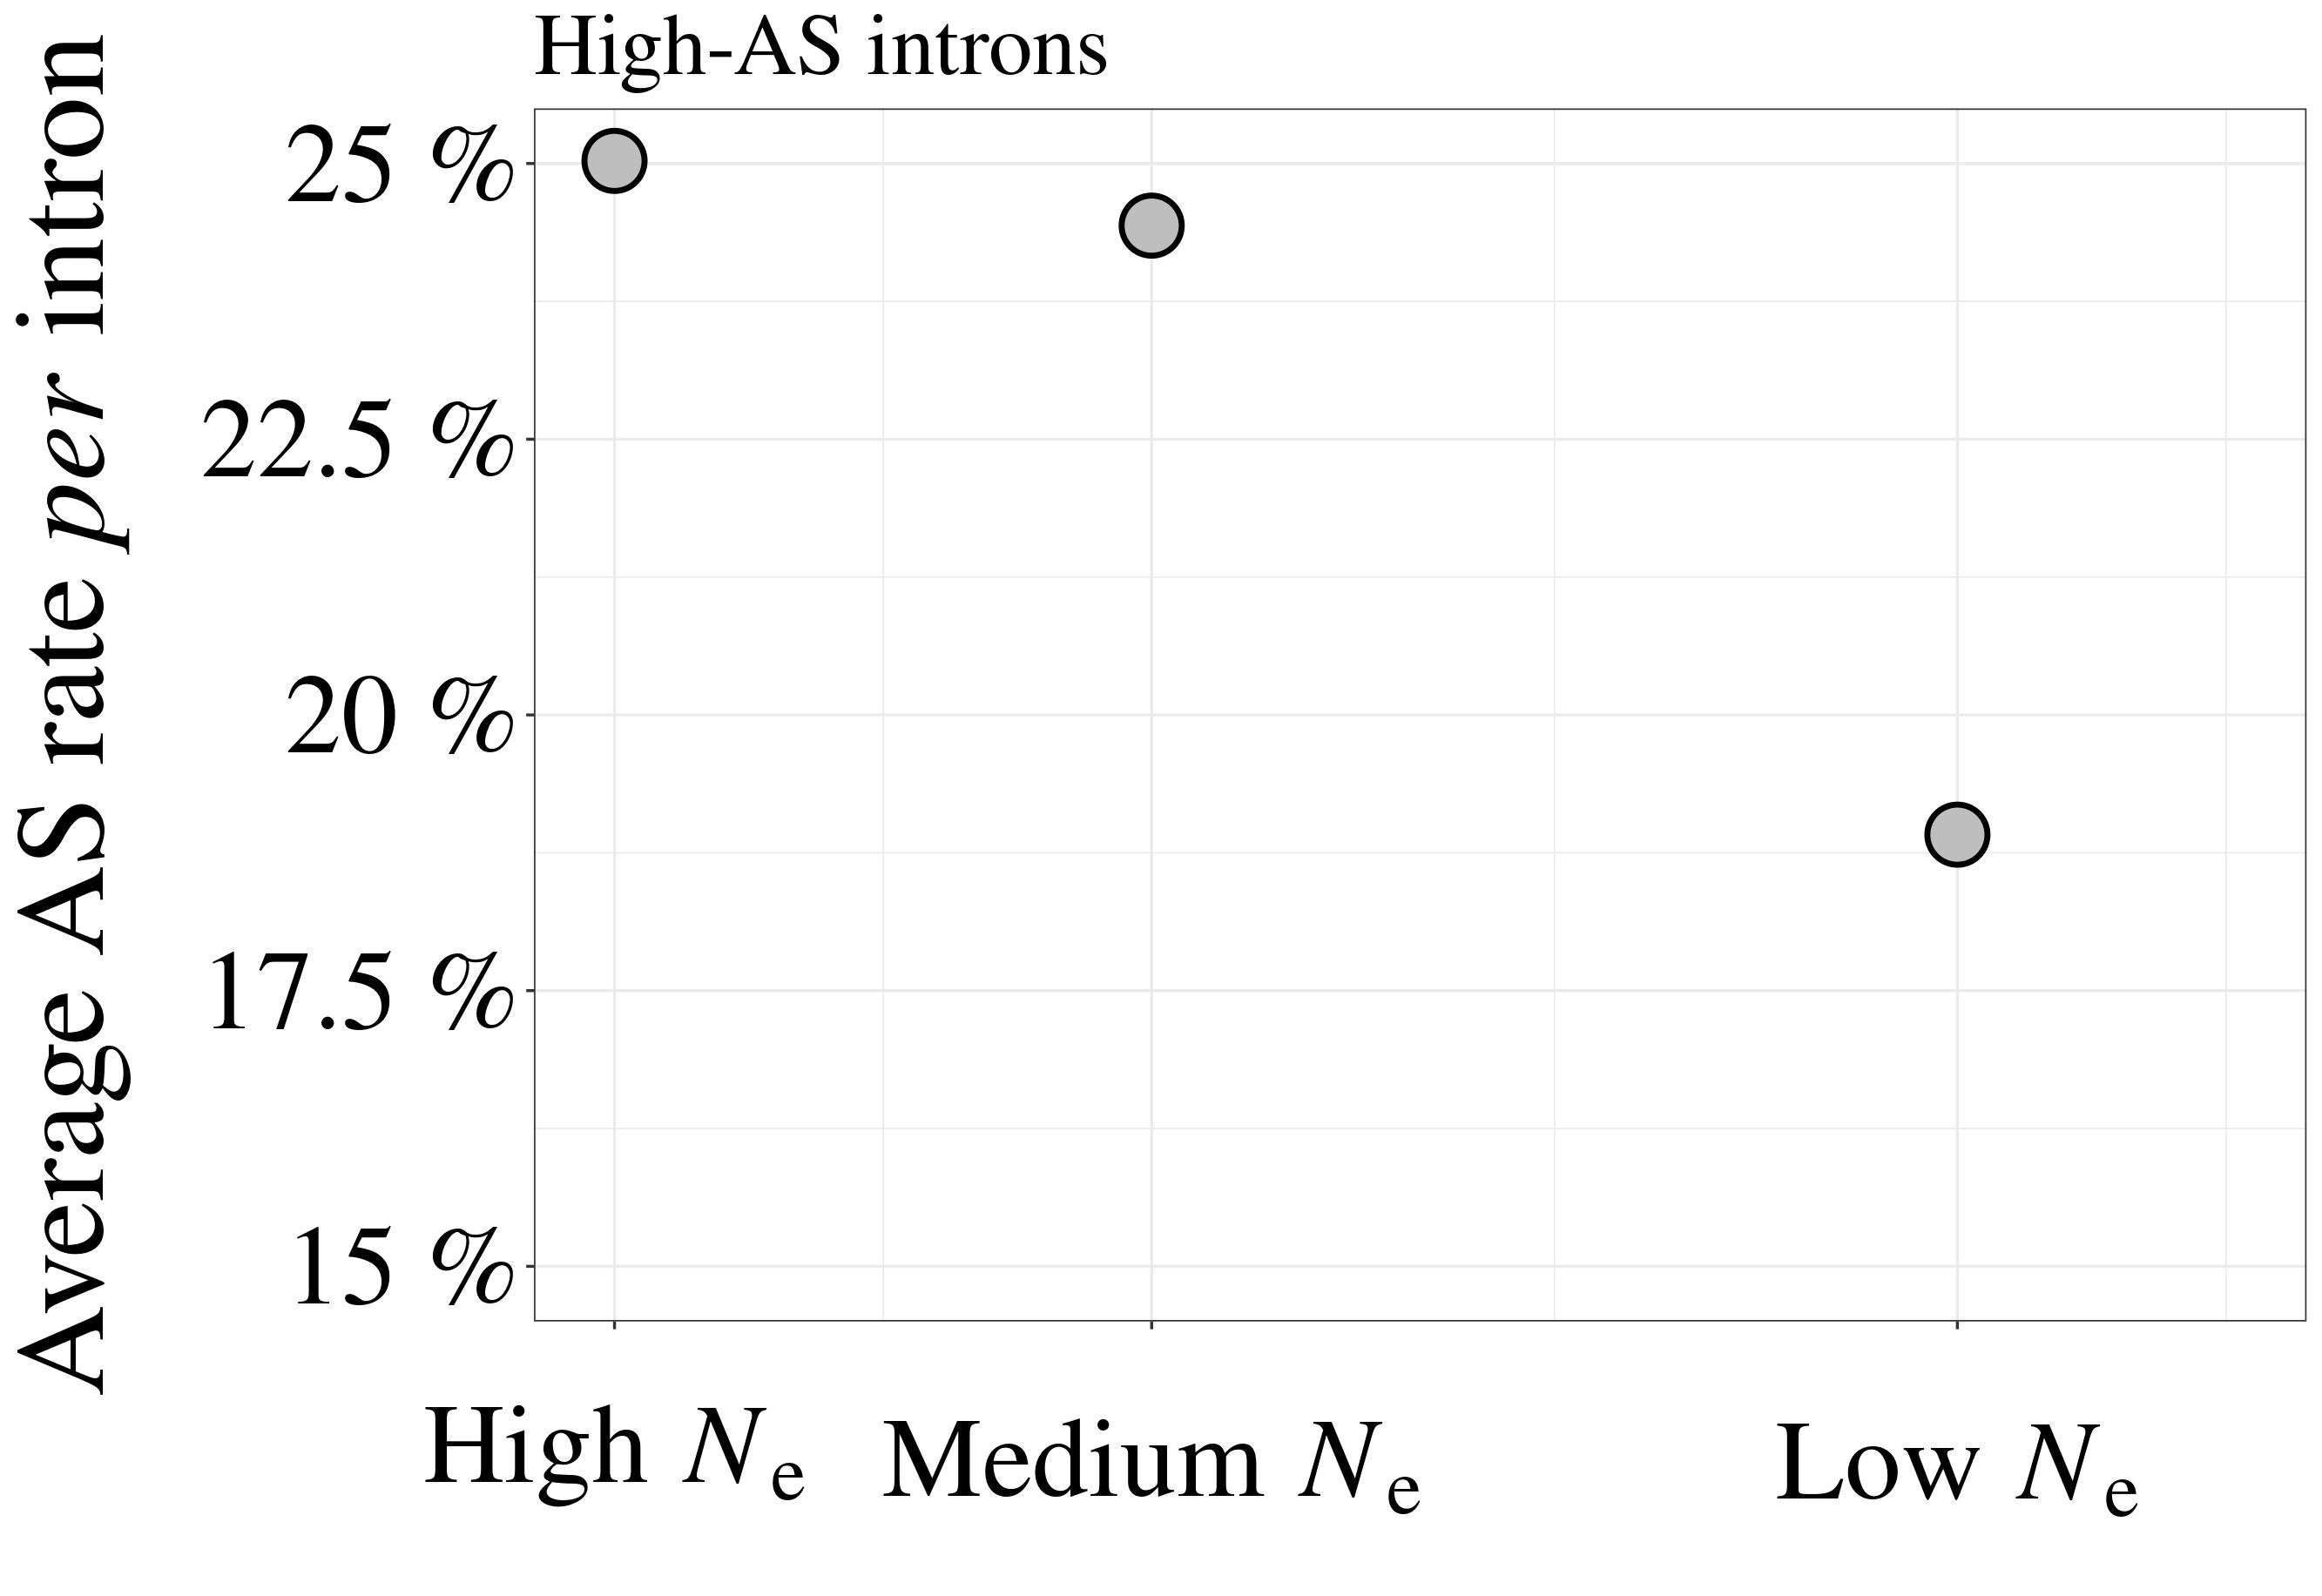 High-AS introns
Average AS rate per intron
25 %
22.5 %
20 %
17.5 %
15 %
High Ne
Medium Ne
Low Ne